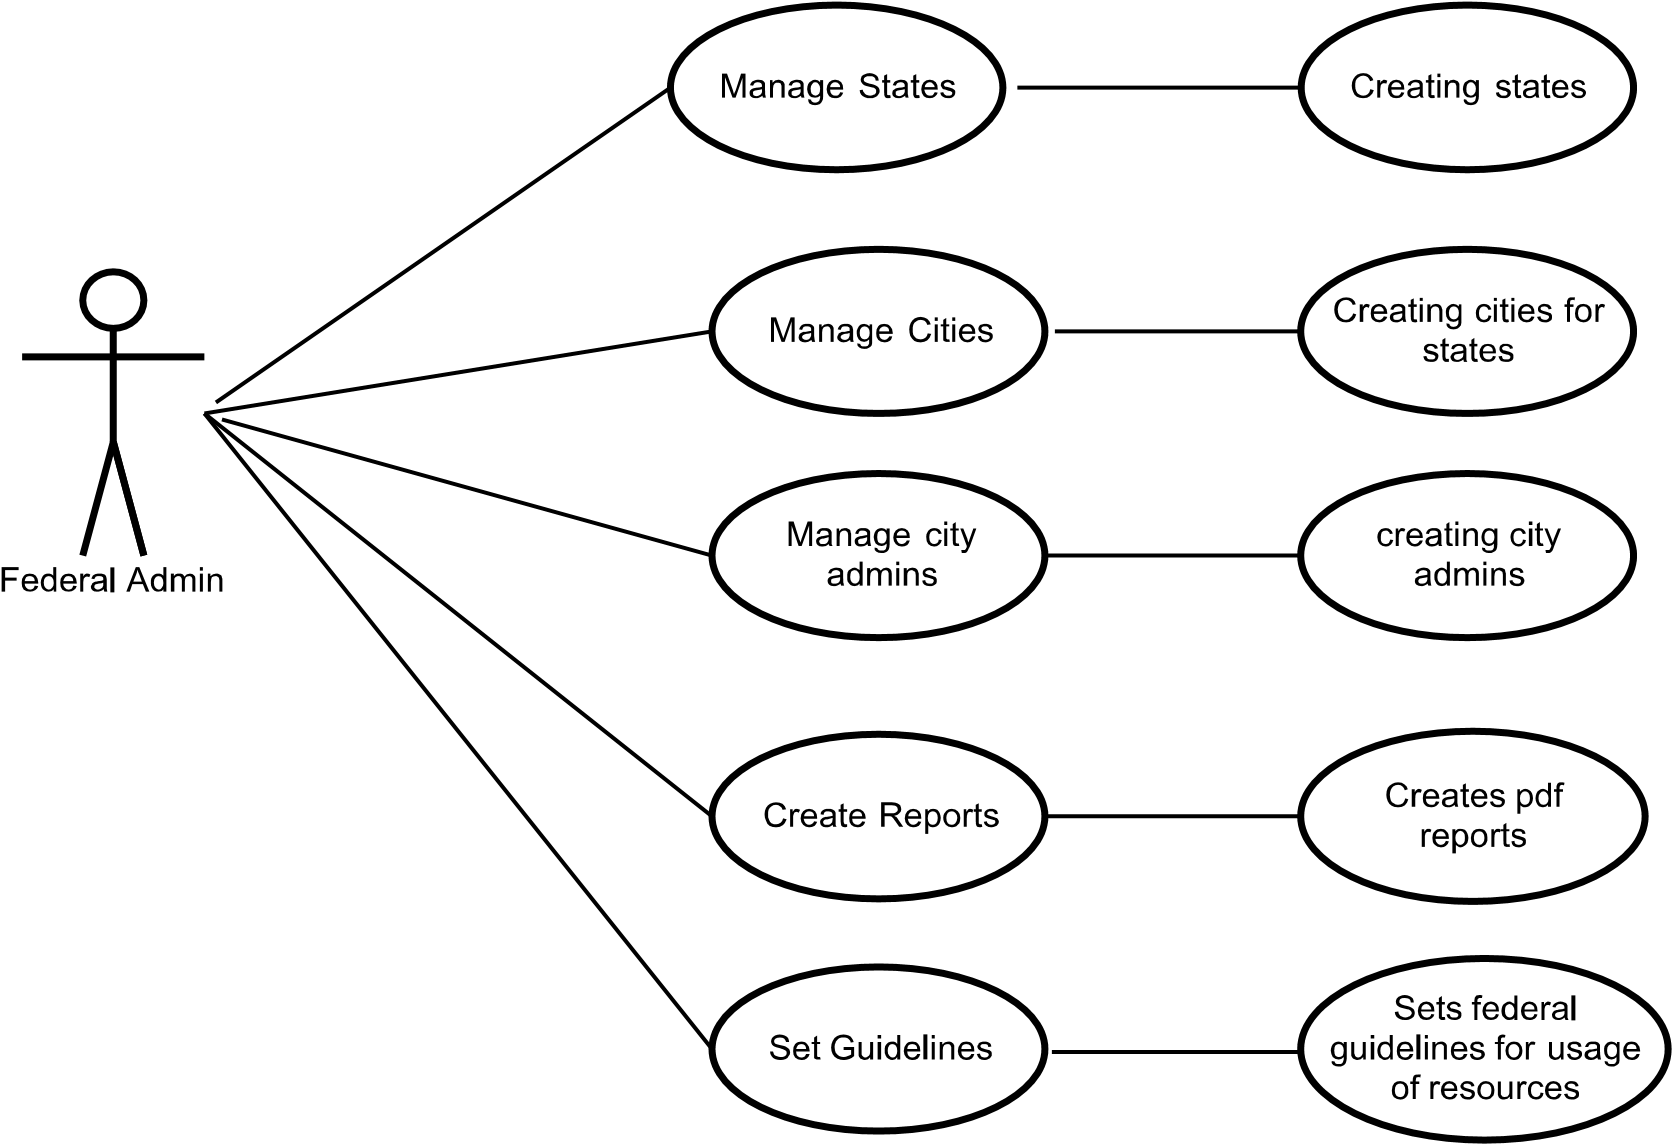 Manage States
Creating states
Manage Cities
Creating cities for
states
Manage city
admins
creating city
admins
Federal Admin
Create Reports
Creates pdf
reports
Set Guidelines
Sets federal
guidelines for usage
of resources